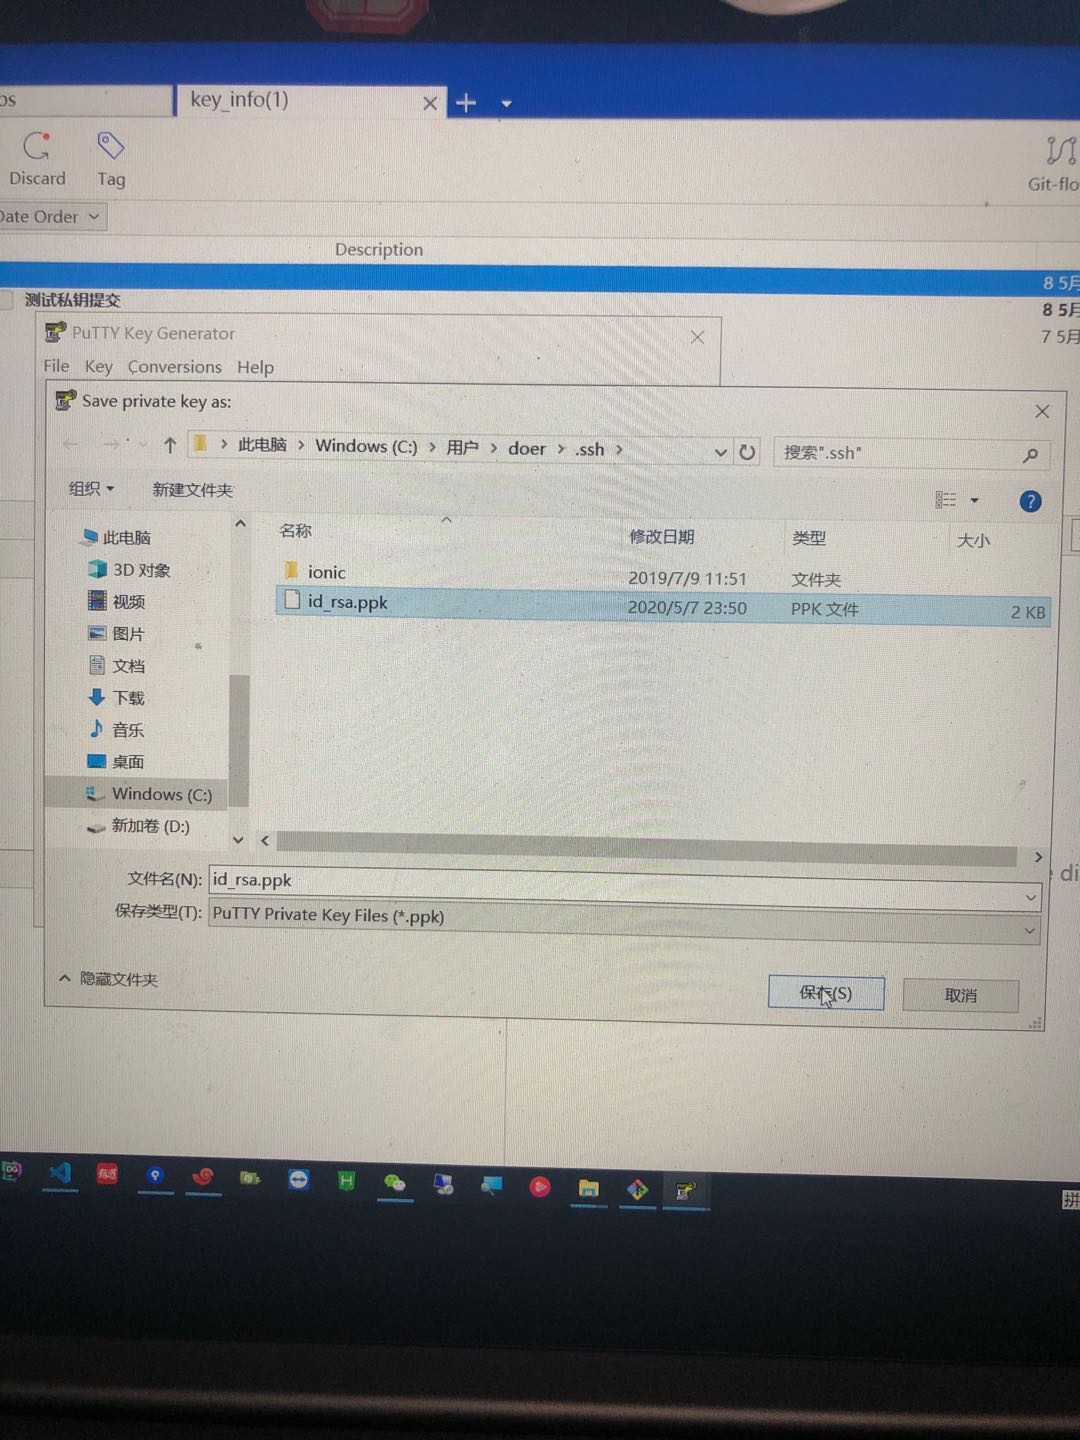 os
key_info(1)
Discard
Tag
Git-flo
Date Order
Description
8 5月
测试私钥提交
8 5月
7 5月
PuTTY Key Generator
File Key Conversions Help
Save private key as:
此电脑 > Windows (C:) > 用户 > doer > .ssh >
搜索".ssh"
组织
新建文件夹
名称
修改日期
类型
大小
此电脑
3D 对象
视频
图片
文档
下载
音乐
桌面
Windows (C:)
新加卷 (D:)
ionic 2019/7/9 11:51 文件夹
id_rsa.ppk 2020/5/7 23:50 PPK 文件 2 KB
文件名(N): id_rsa.ppk
保存类型(T): PuTTY Private Key Files (*.ppk)
隐藏文件夹
保存(S)
取消
di
DG
有道
H
拼